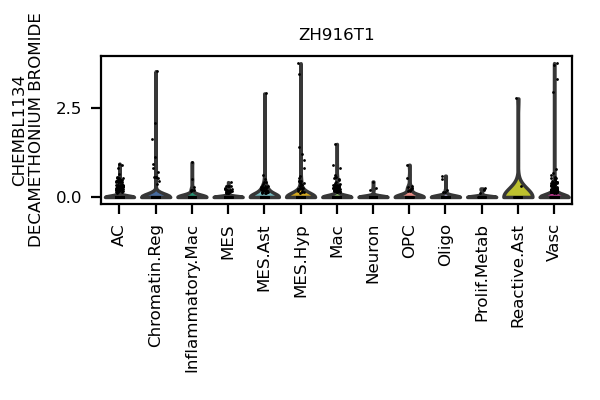 ZH916T1
CHEMBL1134
DECAMETHONIUM BROMIDE
2.5
0.0
AC
Chromatin.Reg
Inflammatory.Mac
MES
MES.Ast
MES.Hyp
Mac
Neuron
OPC
Oligo
Prolif.Metab
Reactive.Ast
Vasc